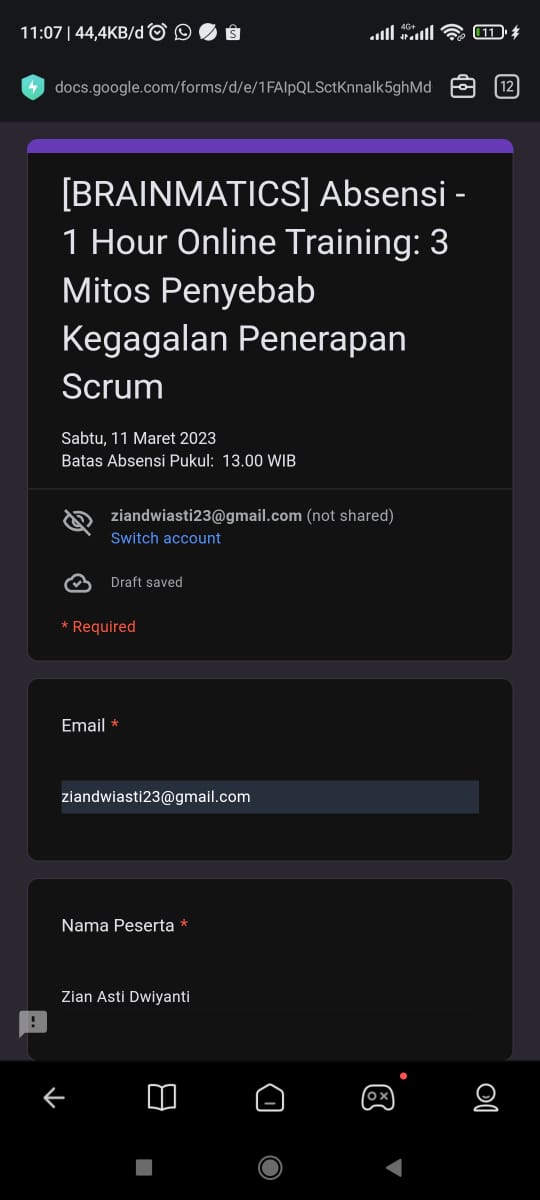 11:07 | 44,4KB/d
4G+
11
docs.google.com/forms/d/e/1FAIpQLSctKnnalk5ghMd
12
[BRAINMATICS] Absensi -
1 Hour Online Training: 3
Mitos Penyebab
Kegagalan Penerapan
Scrum
Sabtu, 11 Maret 2023
Batas Absensi Pukul:  13.00 WIB
ziandwiasti23@gmail.com (not shared)
Switch account
Draft saved
* Required
Email *
ziandwiasti23@gmail.com
Nama Peserta *
Zian Asti Dwiyanti